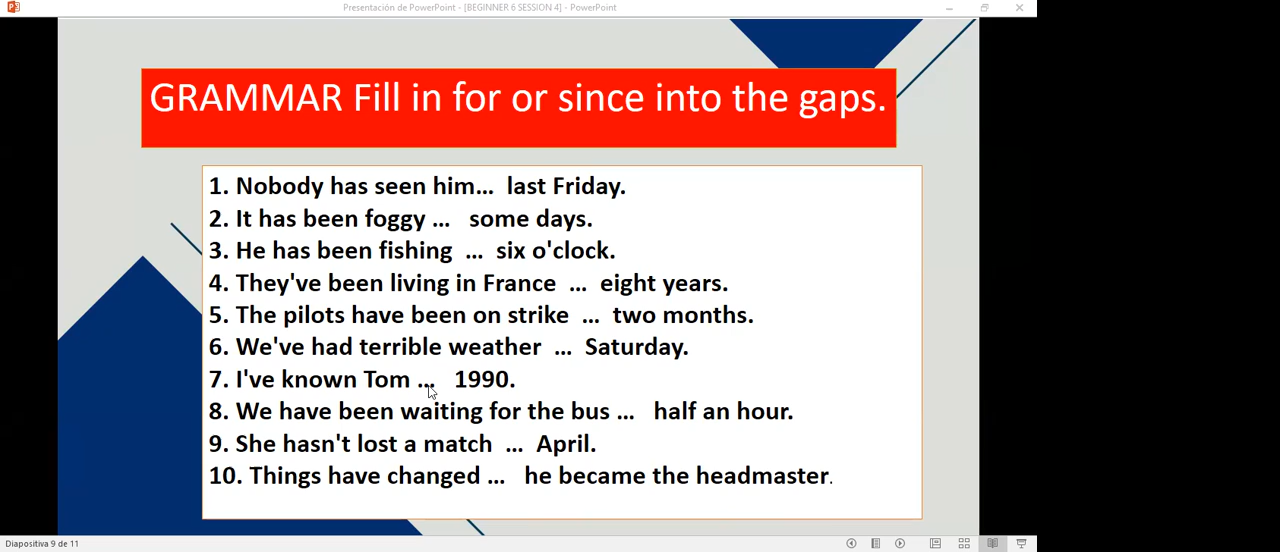 Presentación de PowerPoint - [BEGINNER 6 SESSION 4] - PowerPoint
GRAMMAR Fill in for or since into the gaps.
1. Nobody has seen him... last Friday.
2. It has been foggy ... some days.
3. He has been fishing ... six o'clock.
4. They've been living in France ... eight years.
5. The pilots have been on strike ... two months.
6. We've had terrible weather ... Saturday.
7. I've known Tom ... 1990.
8. We have been waiting for the bus ... half an hour.
9. She hasn't lost a match ... April.
10. Things have changed ... he became the headmaster.
Diapositiva 9 de 11